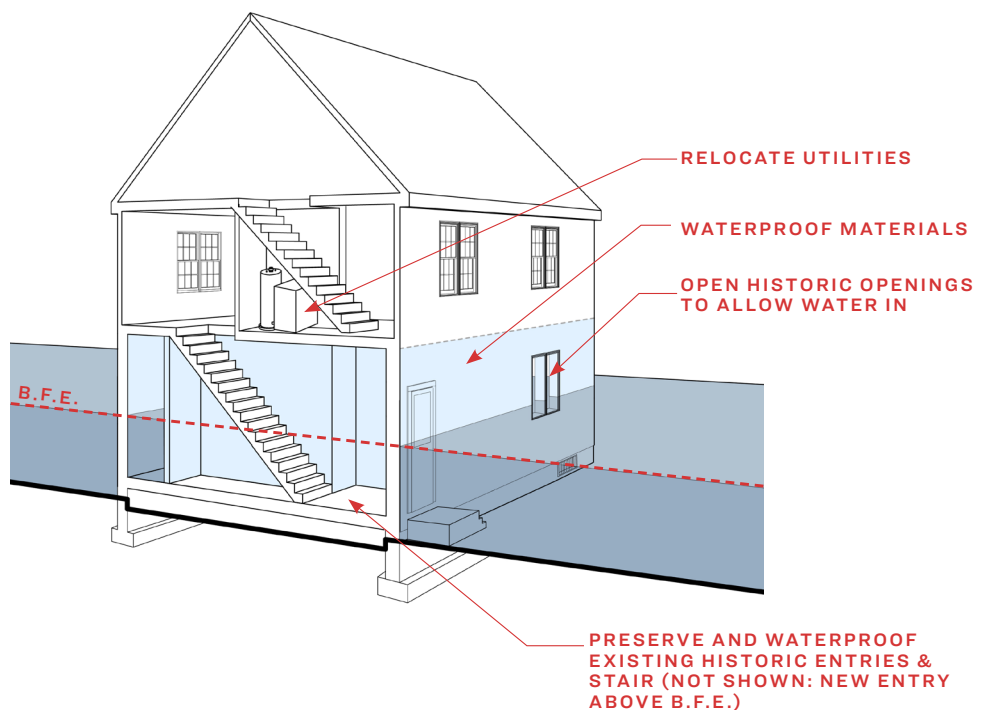 RELOCATE UTILITIES
WATERPROOF MATERIALS
OPEN HISTORIC OPENINGS
TO ALLOW WATER IN
B.F.E.
PRESERVE AND WATERPROOF
EXISTING HISTORIC ENTRIES &
STAIR (NOT SHOWN: NEW ENTRY
ABOVE B.F.E.)